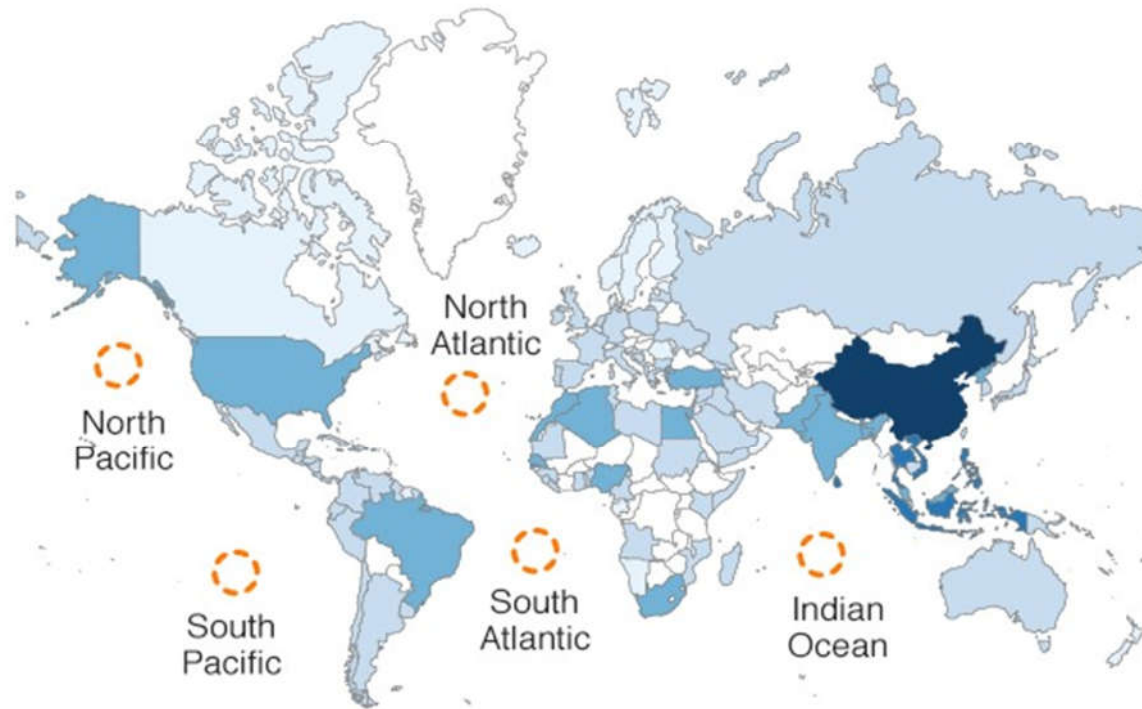 North
Atlantic
North
Pacific
South
Pacific
South
Atlantic
Indian
Ocean